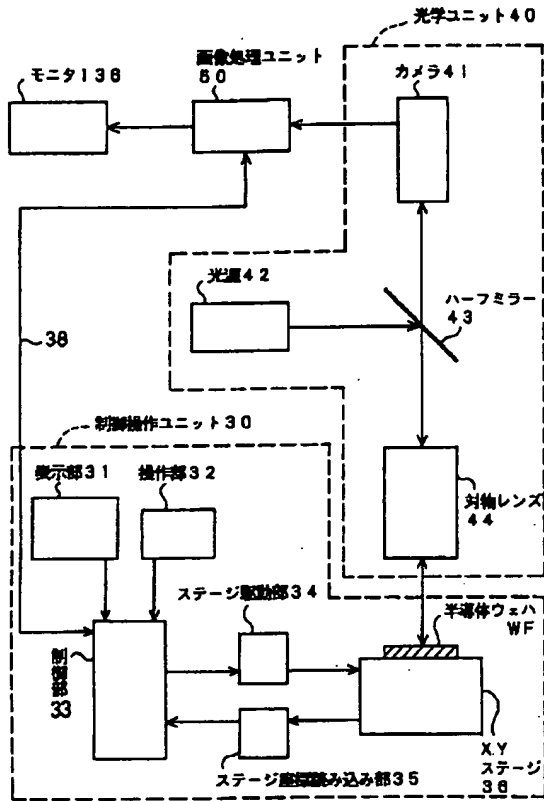 光学ユニット40
画像処理ユニット
60
モニタ136
カメラ41
光源42
ハーフミラー
43
38
制御操作ユニット30
表示部31
操作部32
対物レンズ
44
ステージ駆動部34
半導体ウェハ
WF
制御部
33
ステージ座標読み込み部35
X.Y
ステージ
36